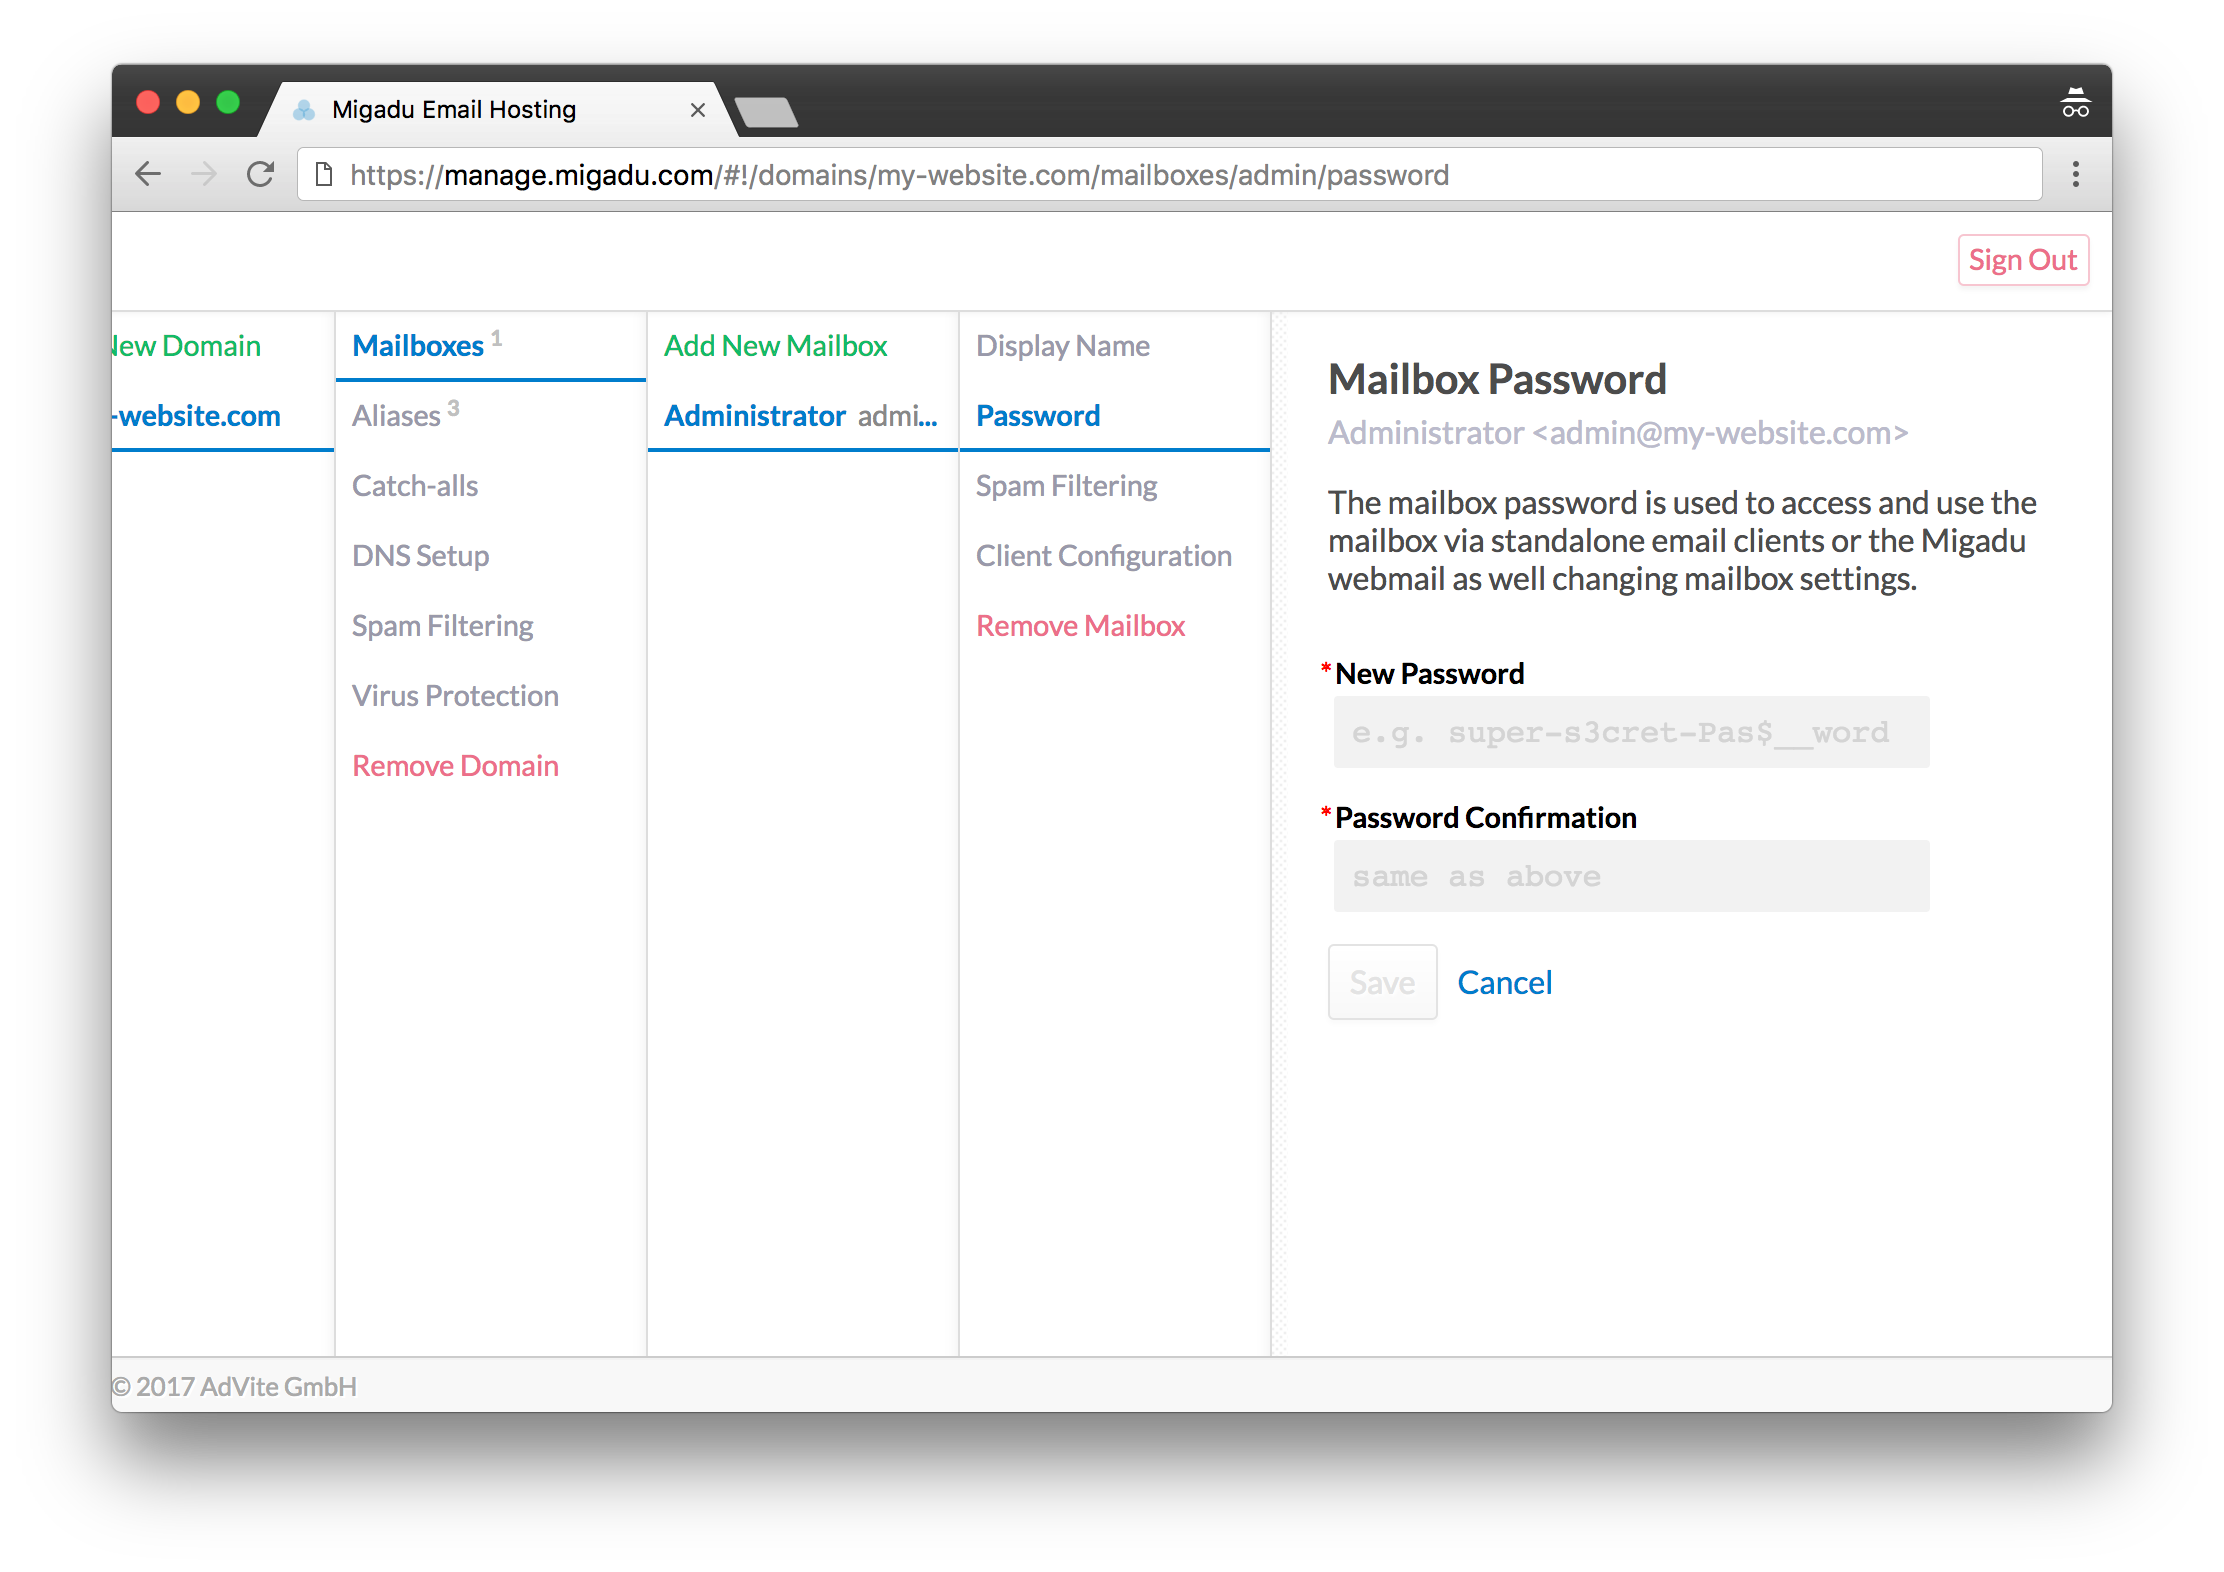 Migadu Email Hosting
https://manage.migadu.com/#!/domains/my-website.com/mailboxes/admin/password
Sign Out
New Domain
-website.com
Mailboxes 1
Aliases 3
Catch-alls
DNS Setup
Spam Filtering
Virus Protection
Remove Domain
Add New Mailbox
Administrator admi...
Display Name
Password
Spam Filtering
Client Configuration
Remove Mailbox
Mailbox Password
Administrator <admin@my-website.com>
The mailbox password is used to access and use the
mailbox via standalone email clients or the Migadu
webmail as well changing mailbox settings.
*New Password
e.g. super-s3cret-Pas$__word
*Password Confirmation
same as above
Save Cancel
© 2017 AdVite GmbH